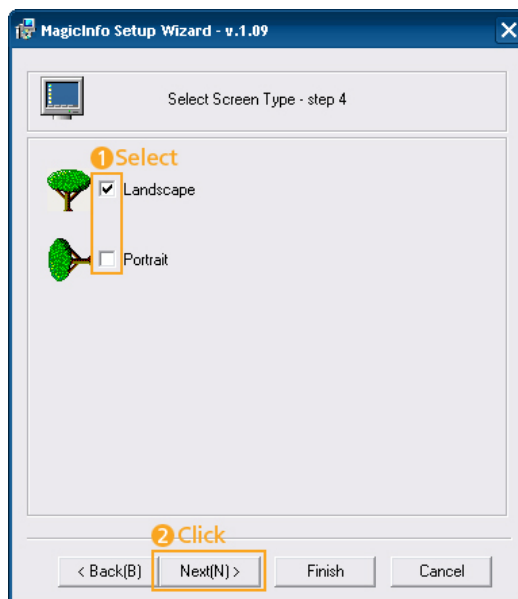 MagicInfo Setup Wizard - v.1.09
Select Screen Type - step 4
1 Select
Landscape
Portrait
2 Click
< Back(B) Next(N) > Finish Cancel